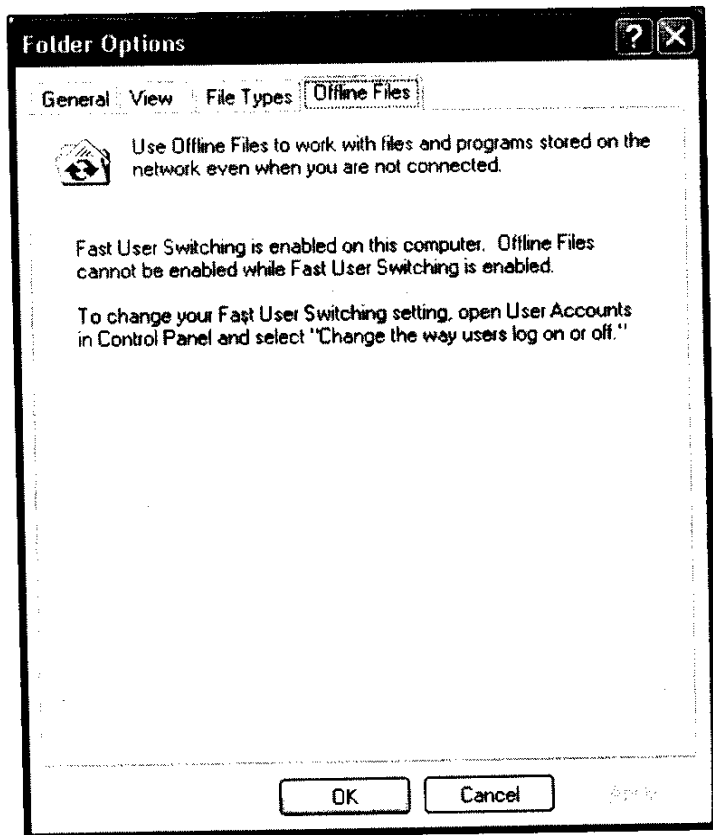 Folder Options
General View File Types Offline Files
Use Offline Files to work with files and programs stored on the
network even when you are not connected.
Fast User Switching is enabled on this computer. Offline Files
cannot be enabled while Fast User Switching is enabled.
To change your Fast User Switching setting, open User Accounts
in Control Panel and select "Change the way users log on or off."
OK Cancel Apply